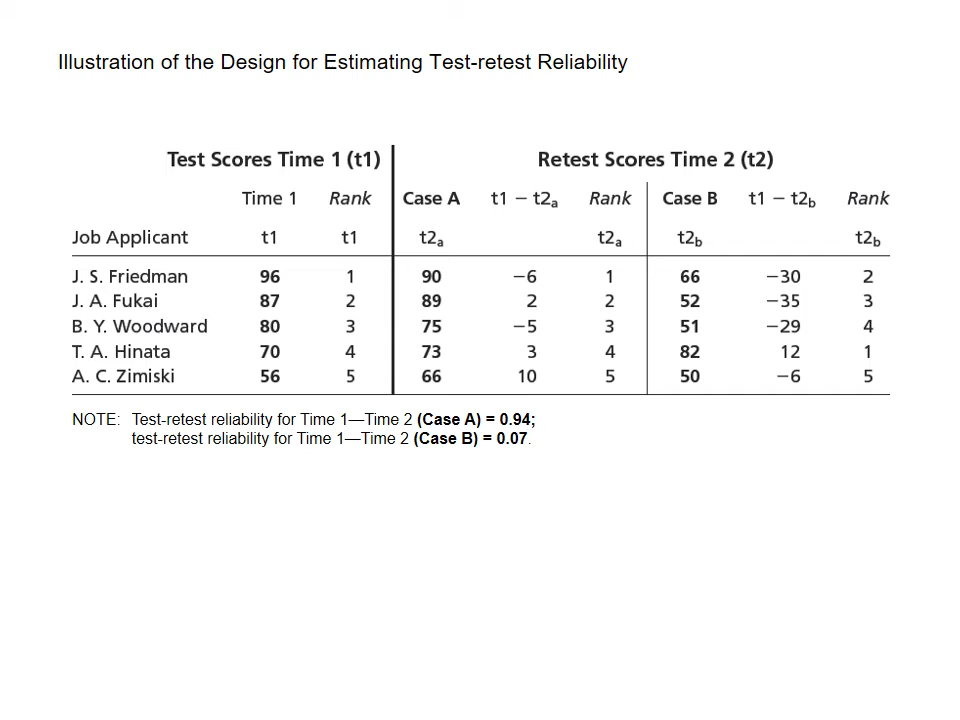 Illustration of the Design for Estimating Test-retest Reliability
Test Scores Time 1 (t1) Retest Scores Time 2 (t2)
Time 1 Rank Case A t1 − t2a Rank Case B t1 − t2b Rank
Job Applicant t1 t1 t2a t2a t2b t2b
J. S. Friedman 96 1 90 −6 1 66 −30 2
J. A. Fukai 87 2 89 2 2 52 −35 3
B. Y. Woodward 80 3 75 −5 3 51 −29 4
T. A. Hinata 70 4 73 3 4 82 12 1
A. C. Zimiski 56 5 66 10 5 50 −6 5
NOTE: Test-retest reliability for Time 1—Time 2 (Case A) = 0.94;
test-retest reliability for Time 1—Time 2 (Case B) = 0.07.